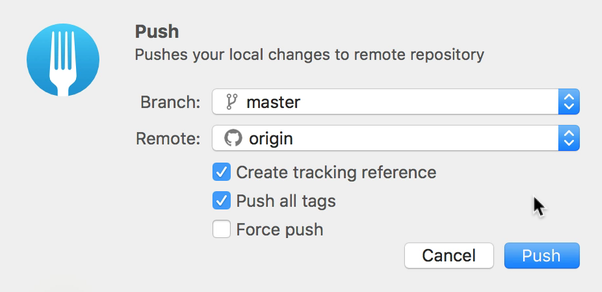 Push
Pushes your local changes to remote repository
Branch: master
Remote: origin
Create tracking reference
Push all tags
Force push
Cancel Push